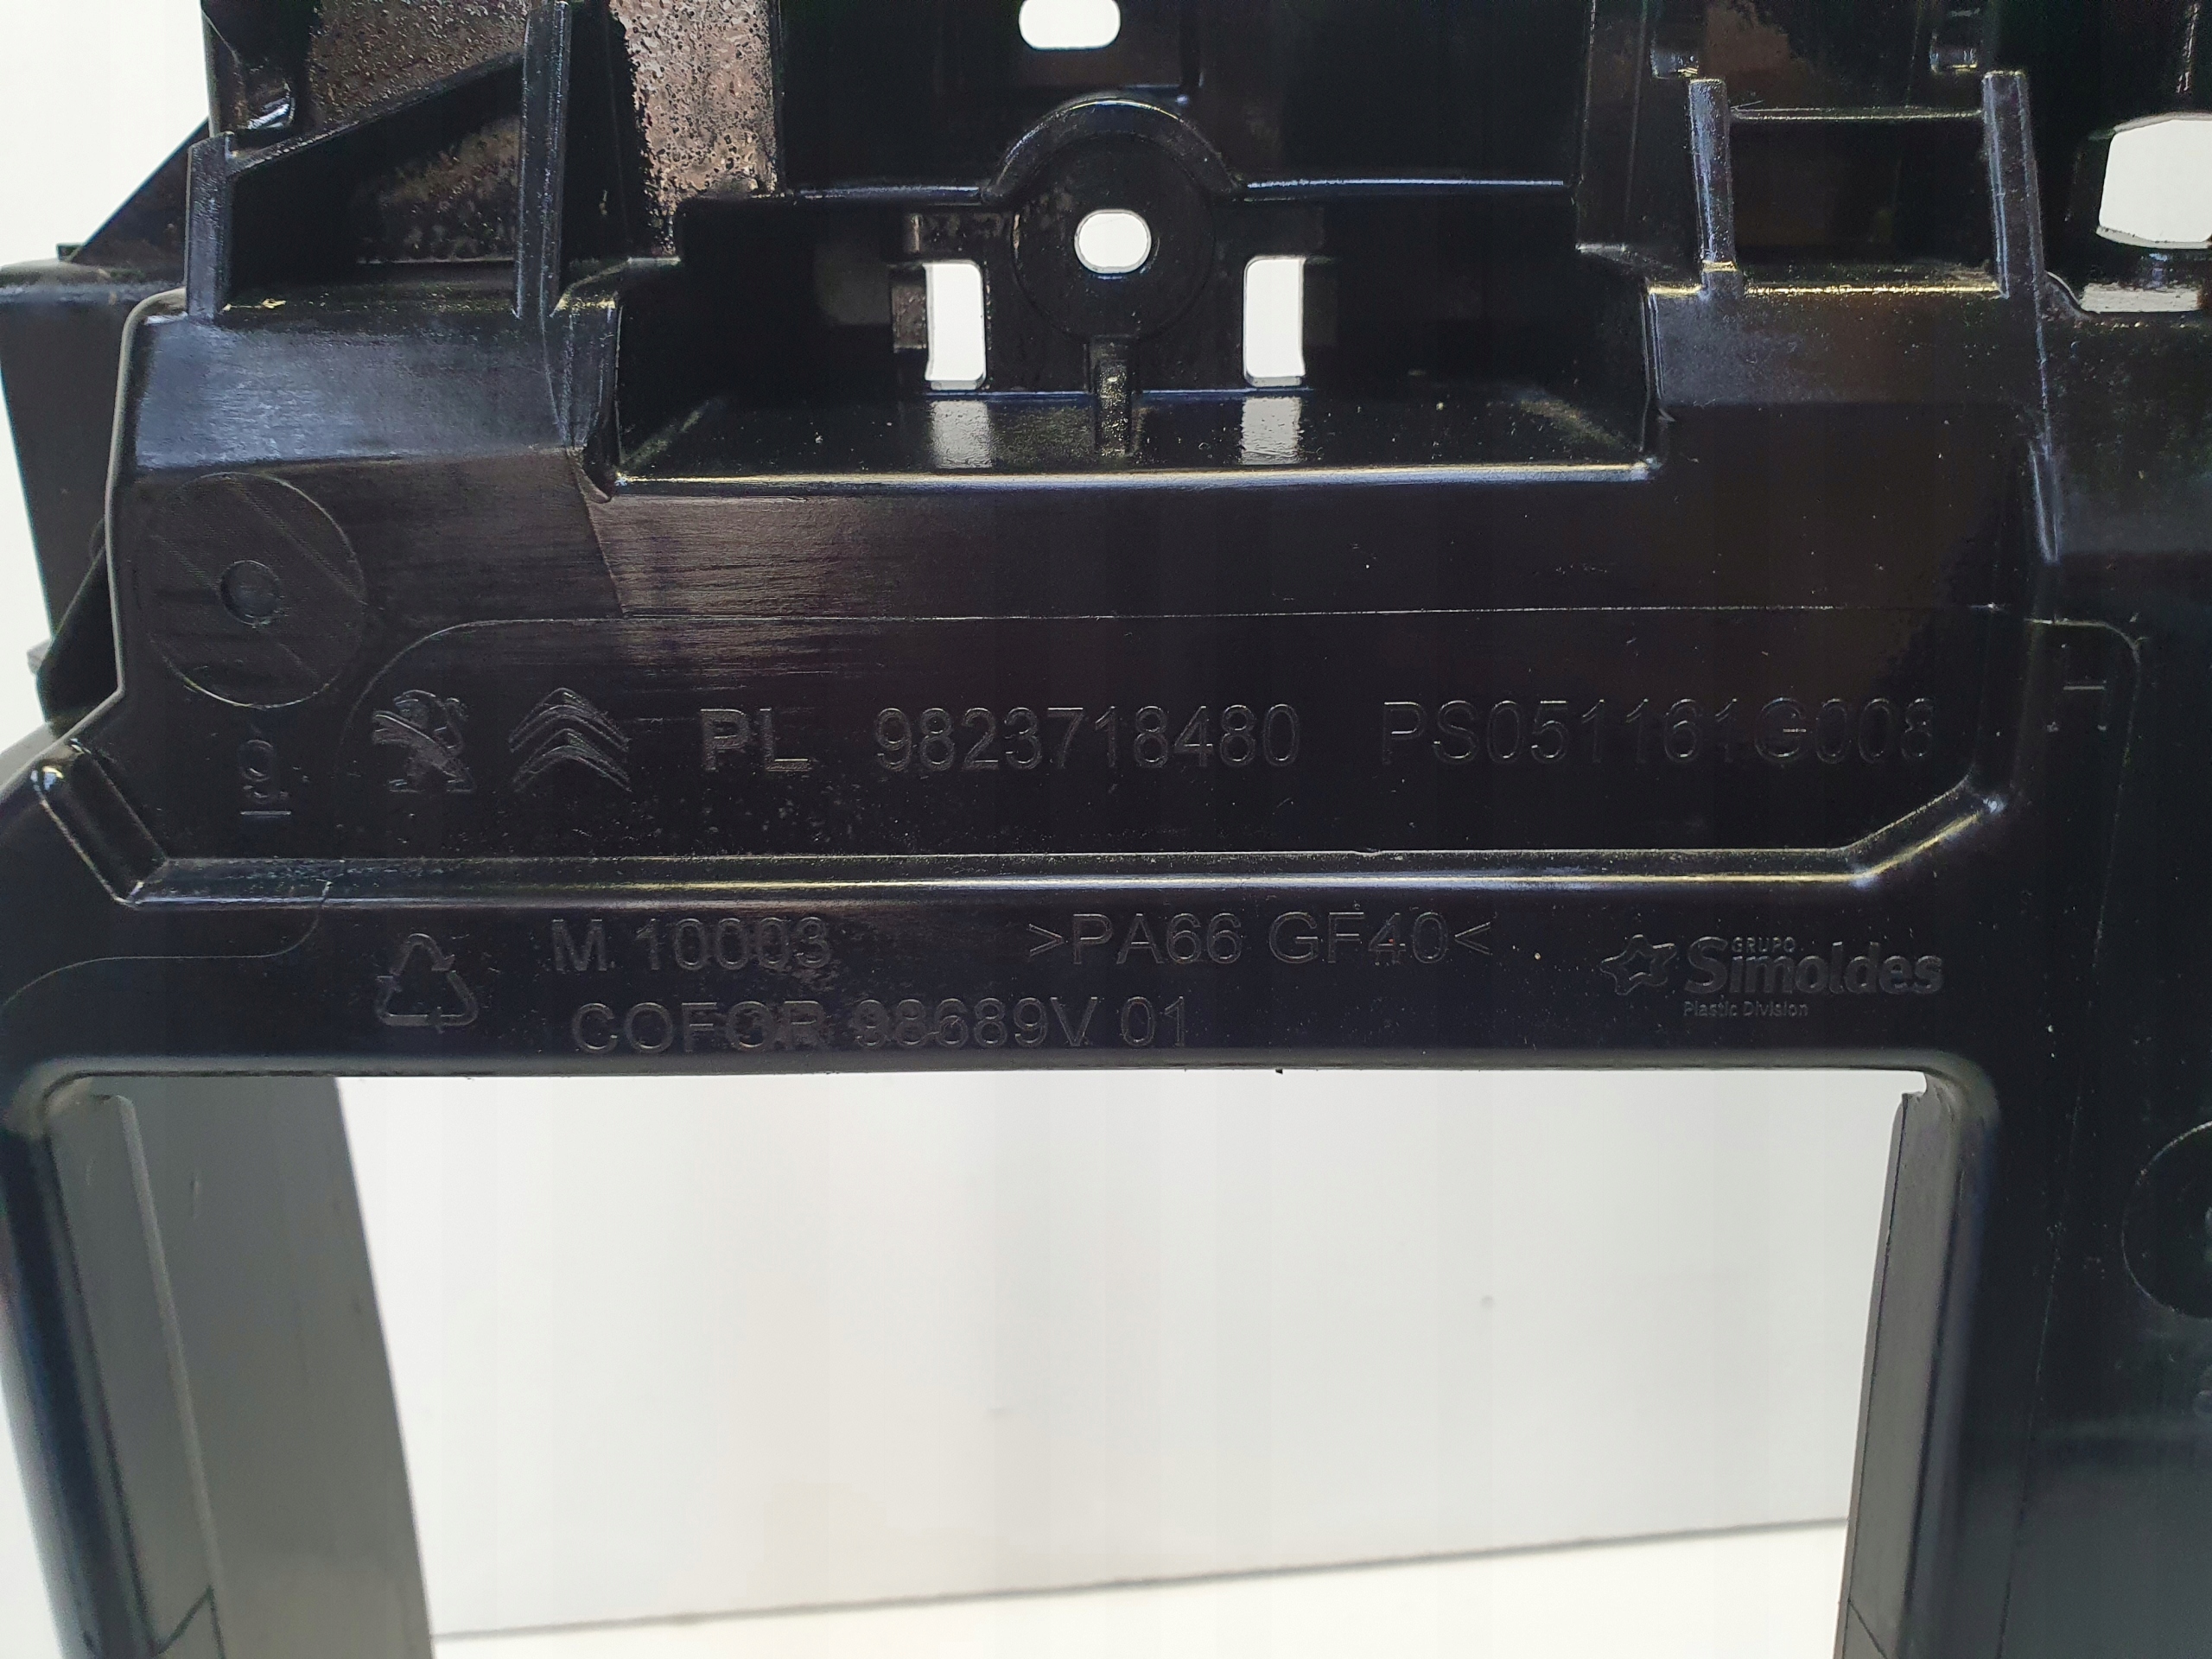 PL 9823718480 PS051161G008
M 10003 >PA66 GF40< GRUPO Simoldes
COFOR 98689V 01 Plastic Division